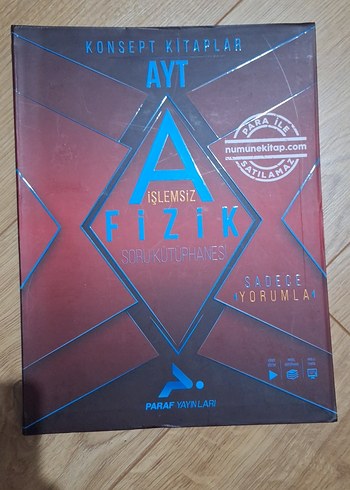 KONSEPT KİTAPLAR
AYT
PARA İLE
numunekitap.com
SATILAMAZ
A
İŞLEMSİZ
FİZİK
SORU KÜTÜPHANESİ
SADECE
YORUMLA
PARAF YAYINLARI